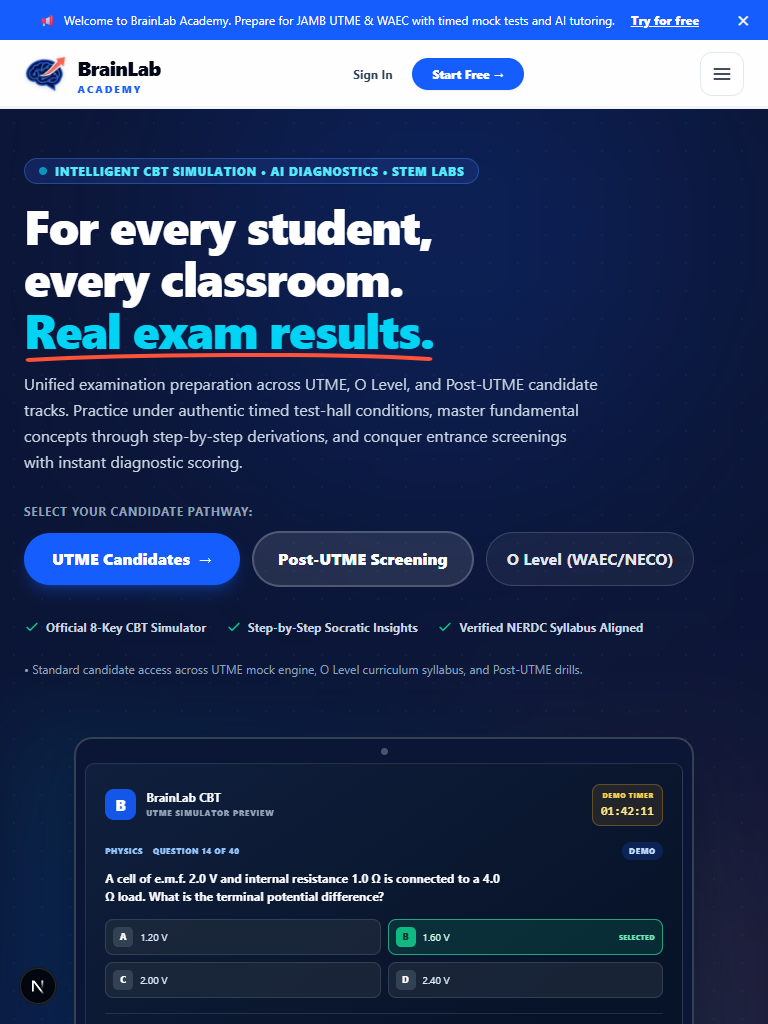 📢 Welcome to BrainLab Academy. Prepare for JAMB UTME & WAEC with timed mock tests and AI tutoring. Try for free ✕
BrainLab
ACADEMY
Sign In
Start Free →
INTELLIGENT CBT SIMULATION • AI DIAGNOSTICS • STEM LABS
For every student,
every classroom.
Real exam results.
Unified examination preparation across UTME, O Level, and Post-UTME candidate
tracks. Practice under authentic timed test-hall conditions, master fundamental
concepts through step-by-step derivations, and conquer entrance screenings
with instant diagnostic scoring.
SELECT YOUR CANDIDATE PATHWAY:
UTME Candidates →
Post-UTME Screening
O Level (WAEC/NECO)
✓ Official 8-Key CBT Simulator
✓ Step-by-Step Socratic Insights
✓ Verified NERDC Syllabus Aligned
• Standard candidate access across UTME mock engine, O Level curriculum syllabus, and Post-UTME drills.
B
BrainLab CBT
UTME SIMULATOR PREVIEW
DEMO TIMER
01:42:11
PHYSICS QUESTION 14 OF 40
DEMO
A cell of e.m.f. 2.0 V and internal resistance 1.0 Ω is connected to a 4.0
Ω load. What is the terminal potential difference?
A 1.20 V
B 1.60 V SELECTED
C 2.00 V
D 2.40 V
N